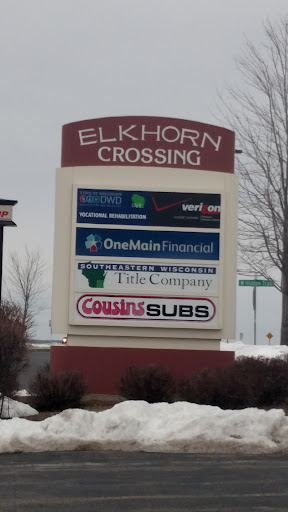 ELKHORN
CROSSING
DWD
VOCATIONAL REHABILITATION
verizon
OneMain Financial
SOUTHEASTERN WISCONSIN
Title Company
Cousins SUBS